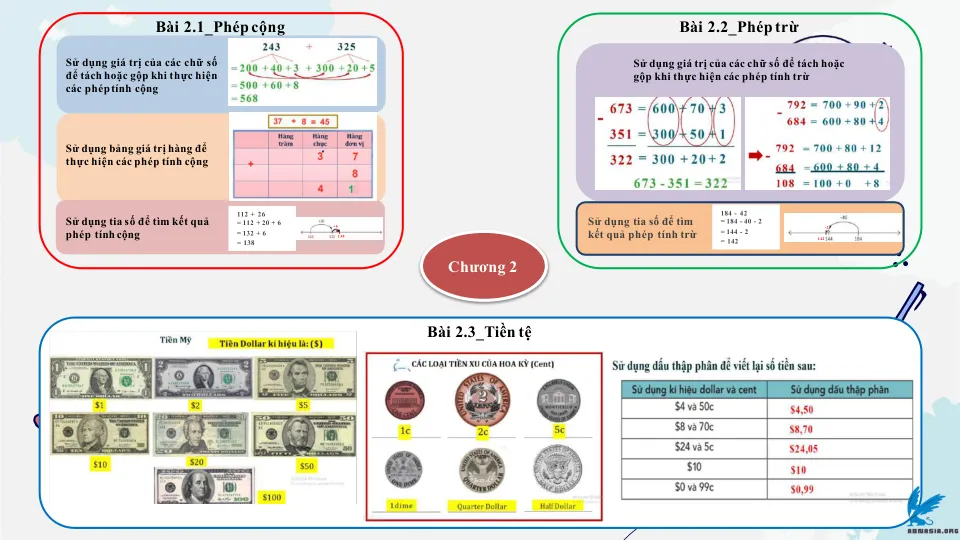 Bài 2.1_Phép cộng
Sử dụng giá trị của các chữ số
để tách hoặc gộp khi thực hiện
các phép tính cộng
243 + 325
= 200 + 40 + 3 + 300 + 20 + 5
= 500 + 60 + 8
= 568
Sử dụng bảng giá trị hàng để
thực hiện các phép tính cộng
37 + 8 = 45
Hàng trăm Hàng chục Hàng đơn vị
3 7
+ 8
4 1
Sử dụng tia số để tìm kết quả
phép tính cộng
112 + 26
= 112 + 20 + 6
= 132 + 6
= 138
Bài 2.2_Phép trừ
Sử dụng giá trị của các chữ số để tách hoặc
gộp khi thực hiện các phép tính trừ
673 = 600 + 70 + 3
-
351 = 300 + 50 + 1
322 = 300 + 20 + 2
673 - 351 = 322
792 = 700 + 90 + 2
-
684 = 600 + 80 + 4
792 = 700 + 80 + 12
-
684 = 600 + 80 + 4
108 = 100 + 0 + 8
Sử dụng tia số để tìm
kết quả phép tính trừ
184 - 42
= 184 - 40 - 2
= 144 - 2
= 142
-40
142 144 184
Chương 2
Bài 2.3_Tiền tệ
Tiền Mỹ
Tiền Dollar kí hiệu là: ($)
$1
$2
$5
$10
$20
$50
$100
CÁC LOẠI TIỀN XU CỦA HOA KỲ (Cent)
1c
2c
5c
1dime
Quarter Dollar
Half Dollar
Sử dụng dấu thập phân để viết lại số tiền sau:
Sử dụng kí hiệu dollar và cent Sử dụng dấu thập phân
$4 và 50c $4,50
$8 và 70c $8,70
$24 và 5c $24,05
$10 $10
$0 và 99c $0,99
ABMASIA.ORG